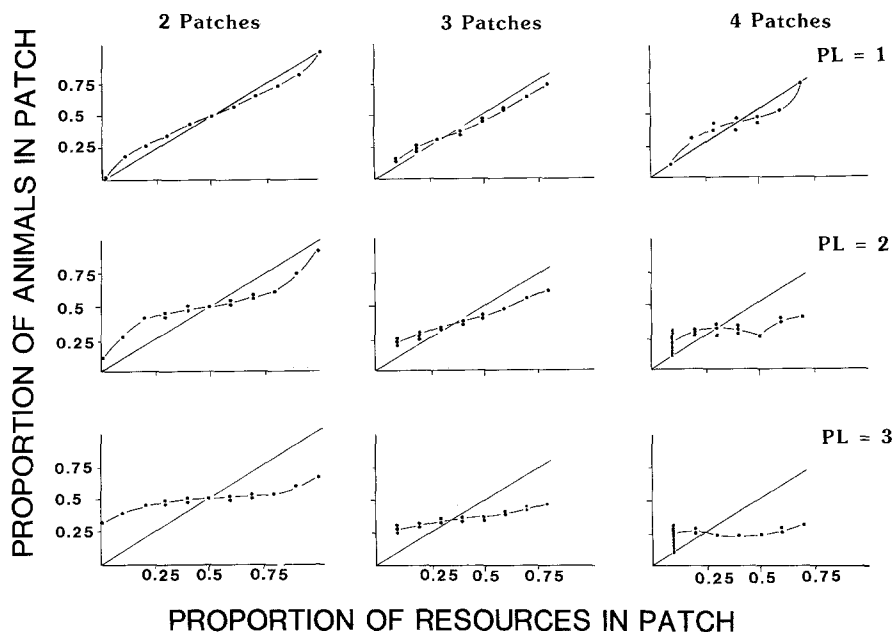 2 Patches
3 Patches
4 Patches
PL = 1
0.75
0.5
0.25
PL = 2
0.75
0.5
0.25
PL = 3
0.75
0.5
0.25
0.25 0.5 0.75
0.25 0.5 0.75
0.25 0.5 0.75
PROPORTION OF ANIMALS IN PATCH
PROPORTION OF RESOURCES IN PATCH